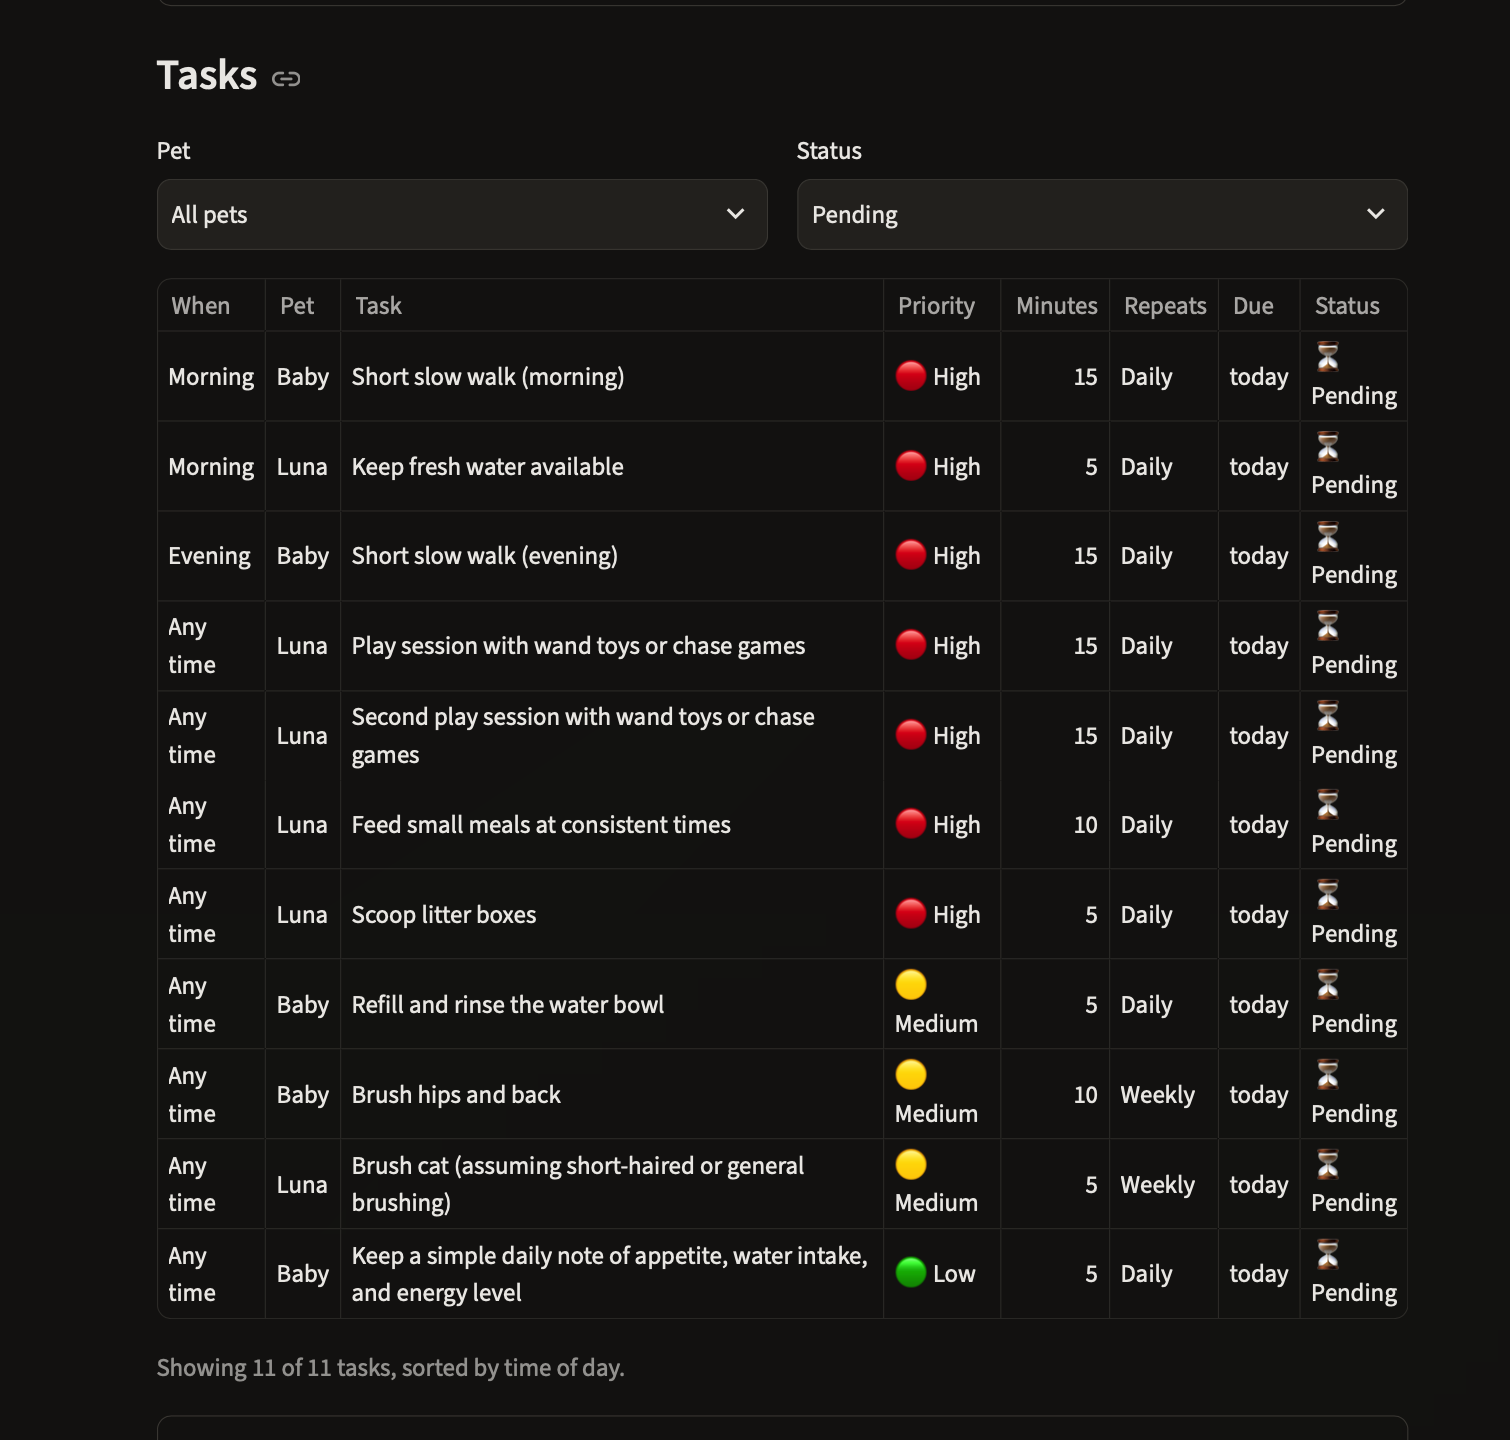 Tasks
Pet
Status
All pets
Pending
When Pet Task Priority Minutes Repeats Due Status
Morning Baby Short slow walk (morning) 🔴 High 15 Daily today ⏳ Pending
Morning Luna Keep fresh water available 🔴 High 5 Daily today ⏳ Pending
Evening Baby Short slow walk (evening) 🔴 High 15 Daily today ⏳ Pending
Any time Luna Play session with wand toys or chase games 🔴 High 15 Daily today ⏳ Pending
Any time Luna Second play session with wand toys or chase games 🔴 High 15 Daily today ⏳ Pending
Any time Luna Feed small meals at consistent times 🔴 High 10 Daily today ⏳ Pending
Any time Luna Scoop litter boxes 🔴 High 5 Daily today ⏳ Pending
Any time Baby Refill and rinse the water bowl 🟡 Medium 5 Daily today ⏳ Pending
Any time Baby Brush hips and back 🟡 Medium 10 Weekly today ⏳ Pending
Any time Luna Brush cat (assuming short-haired or general brushing) 🟡 Medium 5 Weekly today ⏳ Pending
Any time Baby Keep a simple daily note of appetite, water intake, and energy level 🟢 Low 5 Daily today ⏳ Pending
Showing 11 of 11 tasks, sorted by time of day.